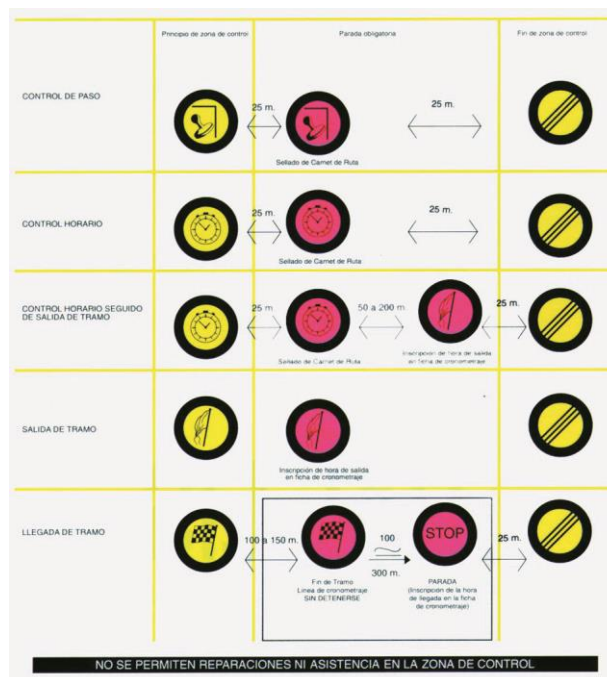 Principio de zona de control
Parada obligatoria
Fin de zona de control
CONTROL DE PASO
25 m.
25 m.
Sellado de Carnet de Ruta
CONTROL HORARIO
25 m.
25 m.
Sellado de Carnet de Ruta
CONTROL HORARIO SEGUIDO
DE SALIDA DE TRAMO
25 m
50 a 200 m.
25 m.
Sellado de Carnet de Ruta
Inscripción de hora de salida
en ficha de cronometraje
SALIDA DE TRAMO
Inscripción de hora de salida
en ficha de cronometraje
LLEGADA DE TRAMO
100 a 150 m.
100
300 m.
STOP
25 m.
Fin de Tramo
Linea de cronometraje
SIN DETENERSE
PARADA
(Inscripción de la hora
de llegada en la ficha
de cronometraje)
NO SE PERMITEN REPARACIONES NI ASISTENCIA EN LA ZONA DE CONTROL